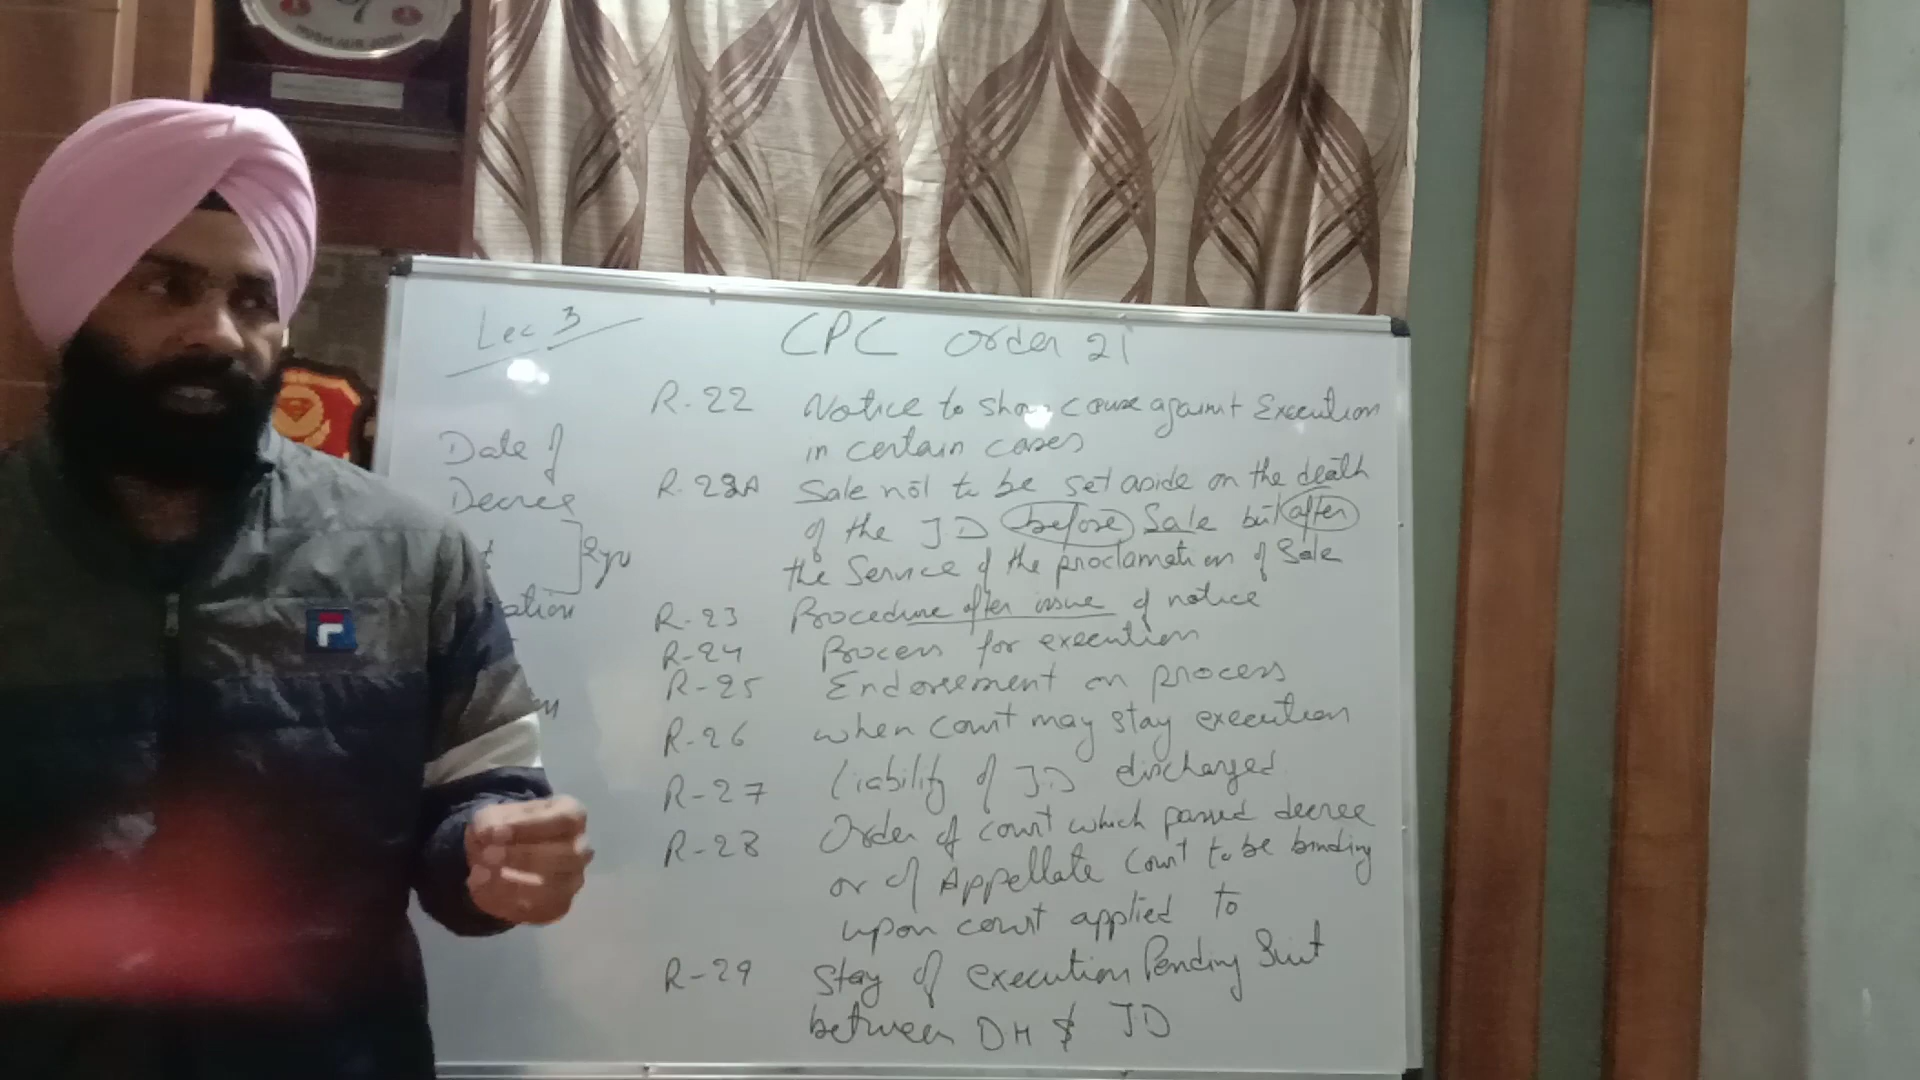 Lec 3
CPC Order 21
R-22 Notice to show cause against Execution
in certain cases
Date of
Decree
2yr
R-22A Sale not to be set aside on the death
of the JD before Sale but after
the Service of the proclamation of Sale
R-23 Procedure after issue of notice
R-24 Process for execution
R-25 Endorsement on process
R-26 when court may stay execution
R-27 Liability of J.D discharged
R-28 Order of court which passed decree
or of Appellate Court to be binding
upon court applied to
R-29 Stay of execution Pending Suit
between DH & JD